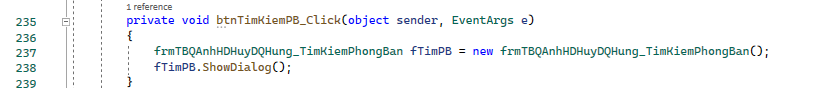 1 reference
235 private void btnTimKiemPB_Click(object sender, EventArgs e)
236 {
237 frmTBQAnhHDHuyDQHung_TimKiemPhongBan fTimPB = new frmTBQAnhHDHuyDQHung_TimKiemPhongBan();
238 fTimPB.ShowDialog();
239 }